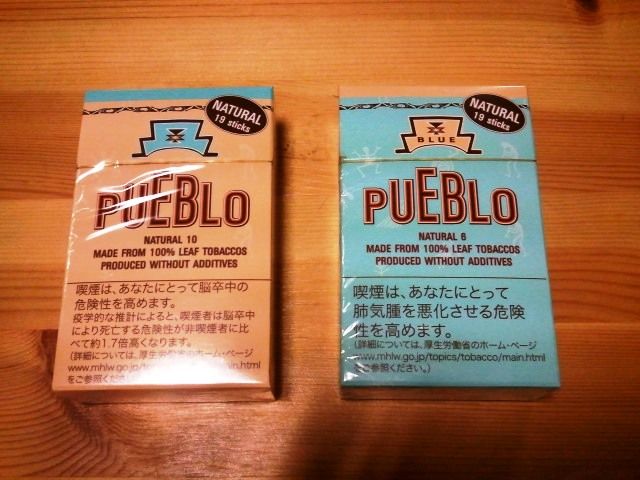 NATURAL
19 sticks
PUEBLO
NATURAL 10
MADE FROM 100% LEAF TOBACCOS
PRODUCED WITHOUT ADDITIVES
喫煙は、あなたにとって脳卒中の
危険性を高めます。
疫学的な推計によると、喫煙者は脳卒中
により死亡する危険性が非喫煙者に比
べて約1.7倍高くなります。
(詳細については、厚生労働省のホーム・ページ
www.mhlw.go.jp/to
main.html
をご参照ください。
NATURAL
19 sticks
BLUE
PUEBLO
NATURAL 6
MADE FROM 100% LEAF TOBACCOS
PRODUCED WITHOUT ADDITIVES
喫煙は、あなたにとって
肺気腫を悪化させる危険
性を高めます。
(詳細については、厚生労働省のホーム・ページ
www.mhlw.go.jp/topics/tobacco/main.html
をご参照ください。)